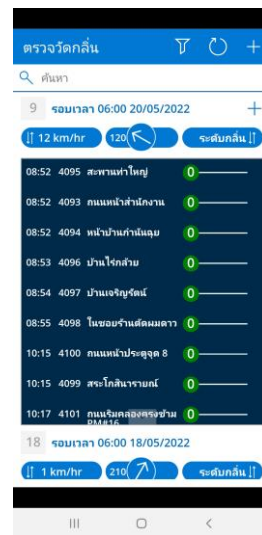 ตรวจวัดกลิ่น
ค้นหา
9 รอบเวลา 06:00 20/05/2022
12 km/hr 120 ระดับกลิ่น
08:52 4095 สะพานท่าใหญ่ 0
08:52 4093 ถนนหน้าสำนักงาน 0
08:52 4094 หน้าบ้านกำนันฉุย 0
08:53 4096 บ้านไร่กล้วย 0
08:54 4097 บ้านเจริญรัตน์ 0
08:55 4098 ในซอยร้านตัดผมดาว 0
10:15 4100 ถนนหน้าประตูจุด 8 0
10:15 4099 สระโกสินารายณ์ 0
10:17 4101 ถนนริมคลองตรงข้าม 0
PM#16
18 รอบเวลา 06:00 18/05/2022
1 km/hr 210 ระดับกลิ่น